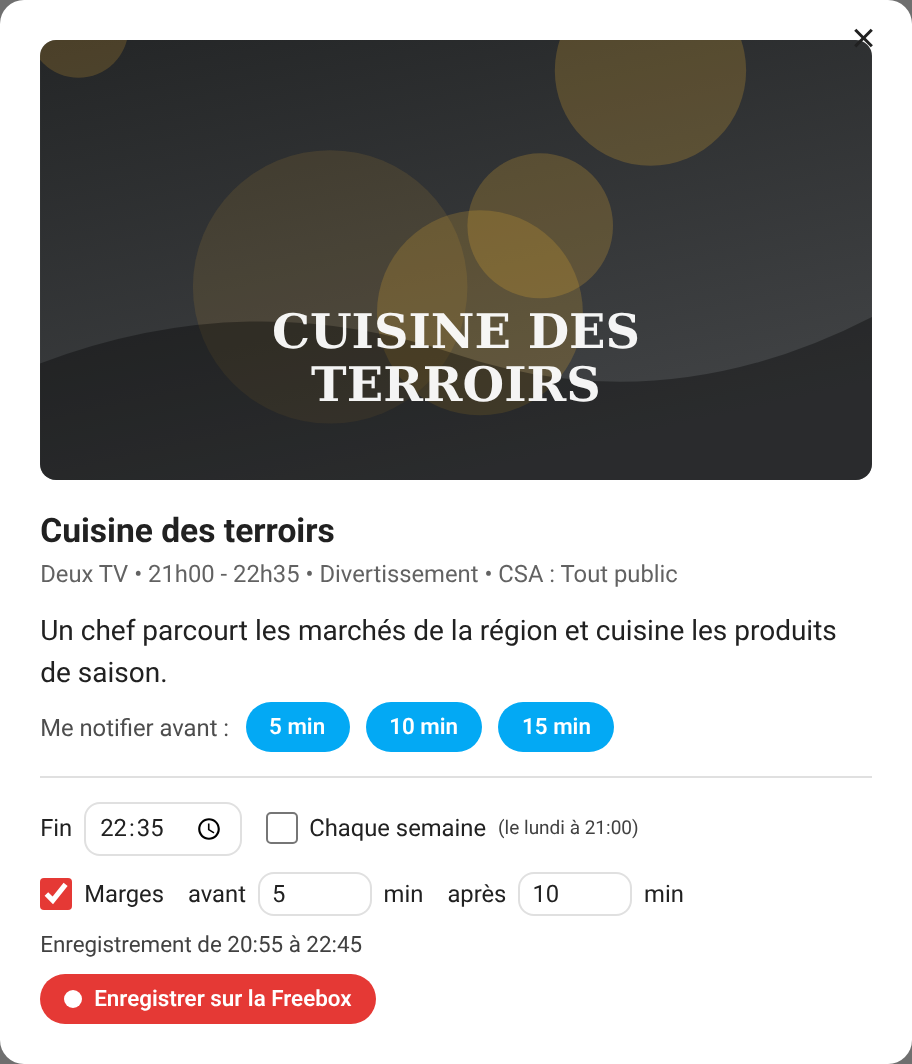 CUISINE DES
TERROIRS
Cuisine des terroirs
Deux TV • 21h00 - 22h35 • Divertissement • CSA : Tout public
Un chef parcourt les marchés de la région et cuisine les produits
de saison.
Me notifier avant : 5 min 10 min 15 min
Fin 22:35 Chaque semaine (le lundi à 21:00)
Marges avant 5 min après 10 min
Enregistrement de 20:55 à 22:45
Enregistrer sur la Freebox